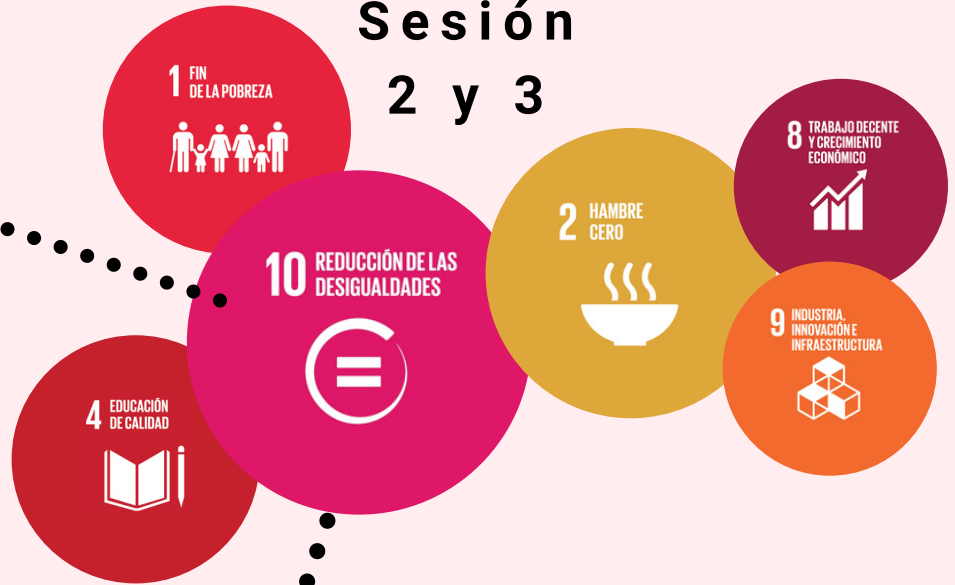 Sesión
2 y 3
1 FIN
DE LA POBREZA
8 TRABAJO DECENTE
Y CRECIMIENTO
ECONÓMICO
10 REDUCCIÓN DE LAS
DESIGUALDADES
2 HAMBRE
CERO
9 INDUSTRIA,
INNOVACIÓN E
INFRAESTRUCTURA
4 EDUCACIÓN
DE CALIDAD